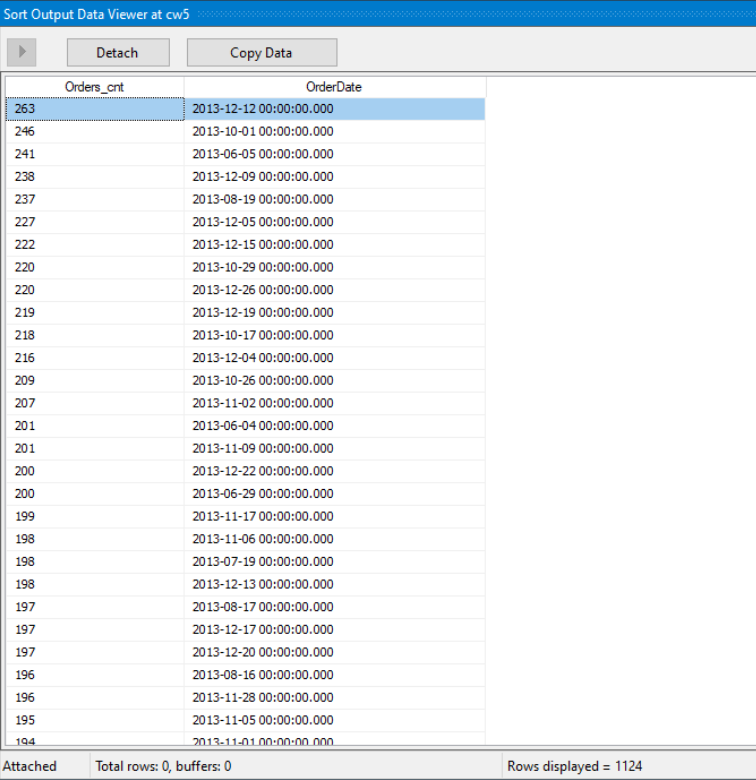 Sort Output Data Viewer at cw5
Detach Copy Data
Orders_cnt OrderDate
263 2013-12-12 00:00:00.000
246 2013-10-01 00:00:00.000
241 2013-06-05 00:00:00.000
238 2013-12-09 00:00:00.000
237 2013-08-19 00:00:00.000
227 2013-12-05 00:00:00.000
222 2013-12-15 00:00:00.000
220 2013-10-29 00:00:00.000
220 2013-12-26 00:00:00.000
219 2013-12-19 00:00:00.000
218 2013-10-17 00:00:00.000
216 2013-12-04 00:00:00.000
209 2013-10-26 00:00:00.000
207 2013-11-02 00:00:00.000
201 2013-06-04 00:00:00.000
201 2013-11-09 00:00:00.000
200 2013-12-22 00:00:00.000
200 2013-06-29 00:00:00.000
199 2013-11-17 00:00:00.000
198 2013-11-06 00:00:00.000
198 2013-07-19 00:00:00.000
198 2013-12-13 00:00:00.000
197 2013-08-17 00:00:00.000
197 2013-12-17 00:00:00.000
197 2013-12-20 00:00:00.000
196 2013-08-16 00:00:00.000
196 2013-11-28 00:00:00.000
195 2013-11-05 00:00:00.000
194 2013-11-01 00:00:00.000
Attached Total rows: 0, buffers: 0 Rows displayed = 1124